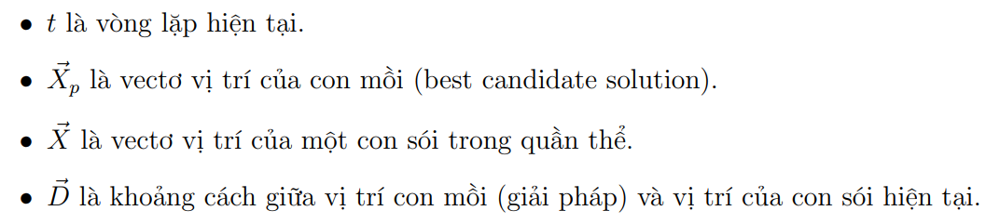 • t là vòng lặp hiện tại.
• $\vec{X}_p$ là vectơ vị trí của con mồi (best candidate solution).
• $\vec{X}$ là vectơ vị trí của một con sói trong quần thể.
• $\vec{D}$ là khoảng cách giữa vị trí con mồi (giải pháp) và vị trí của con sói hiện tại.